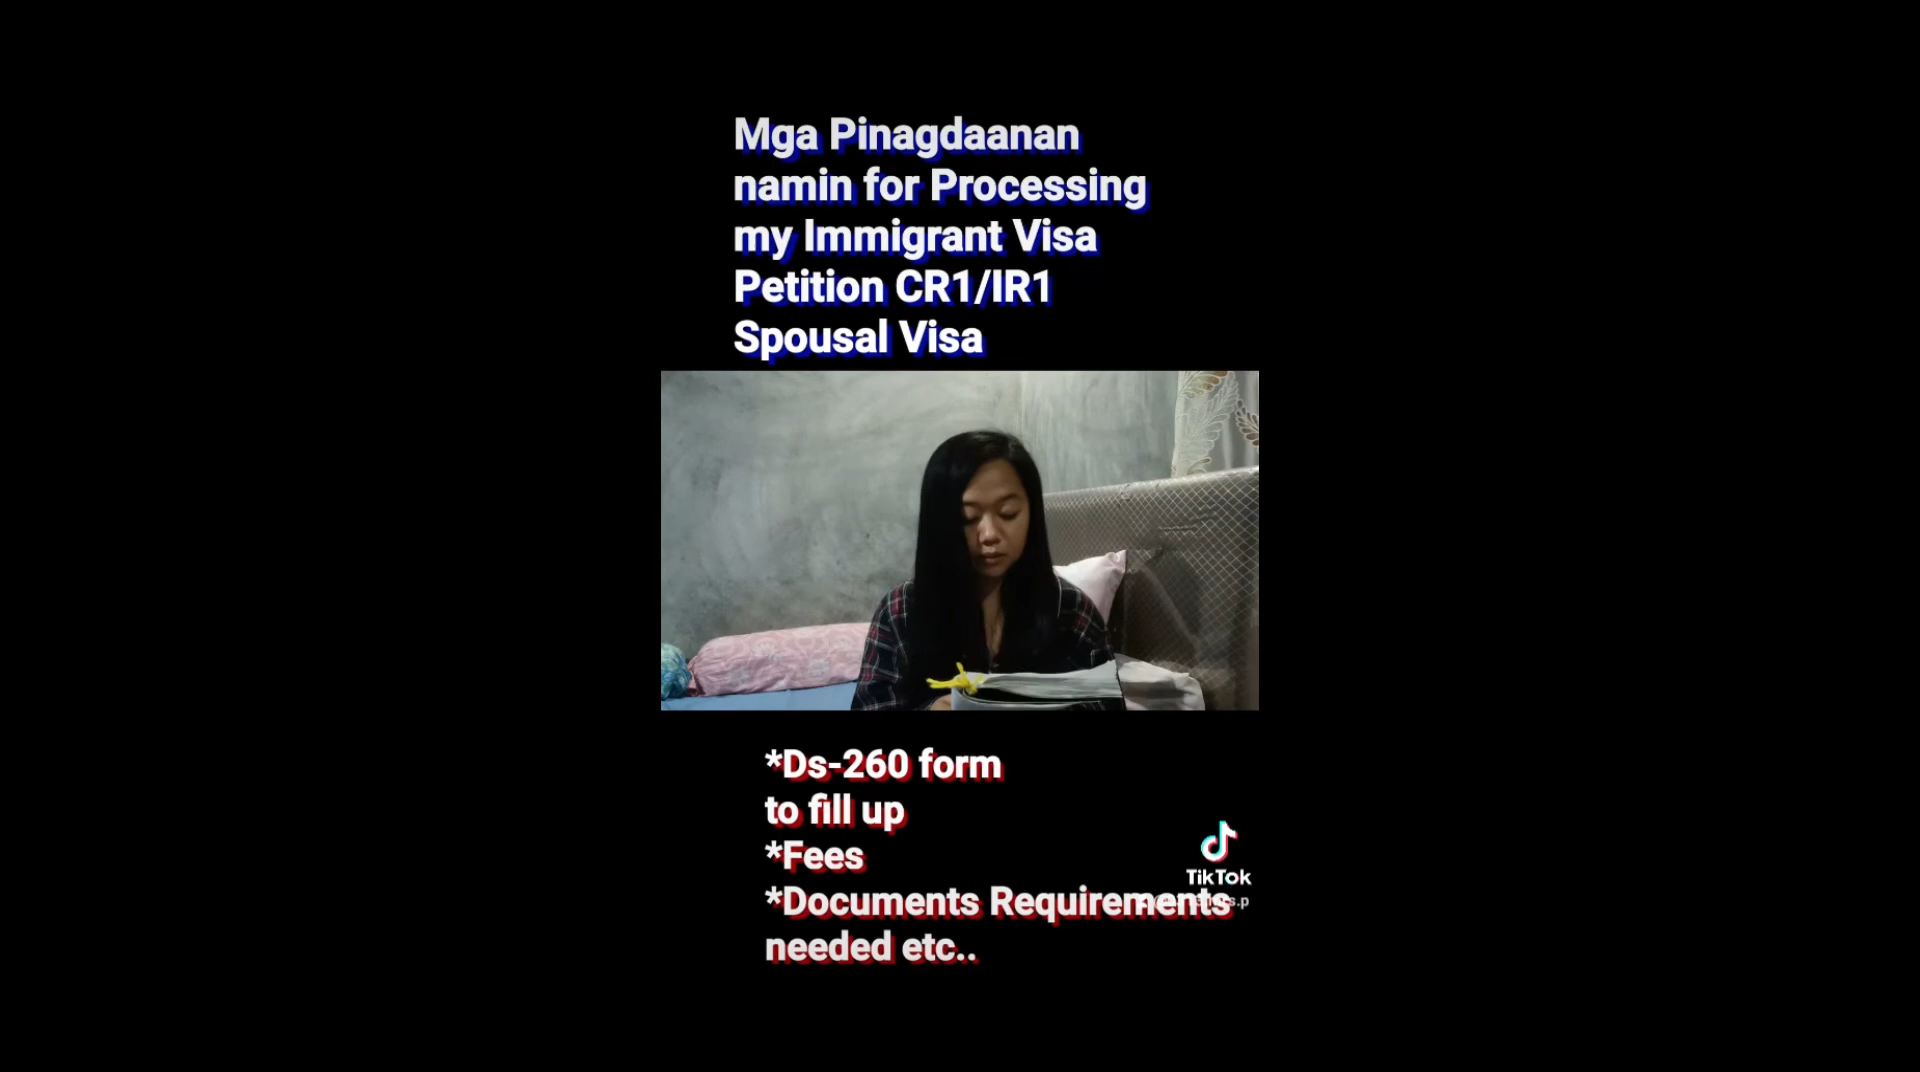 Mga Pinagdaanan
namin for Processing
my Immigrant Visa
Petition CR1/IR1
Spousal Visa
*Ds-260 form
to fill up
*Fees
TikTok
*Documents Requirements
needed etc..